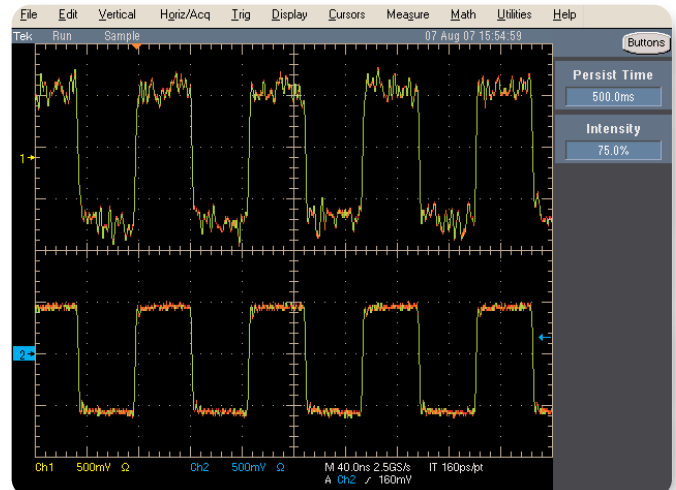 File Edit Vertical Horiz/Acq Trig Display Cursors Measure Math Utilities Help
Tek Run Sample 07 Aug 07 15:54:59
Buttons
Persist Time
500.0ms
Intensity
75.0%
1
2
Ch1 500mV Ω Ch2 500mV Ω M 40.0ns 2.5GS/s IT 160ps/pt
A Ch2 ∕ 160mV